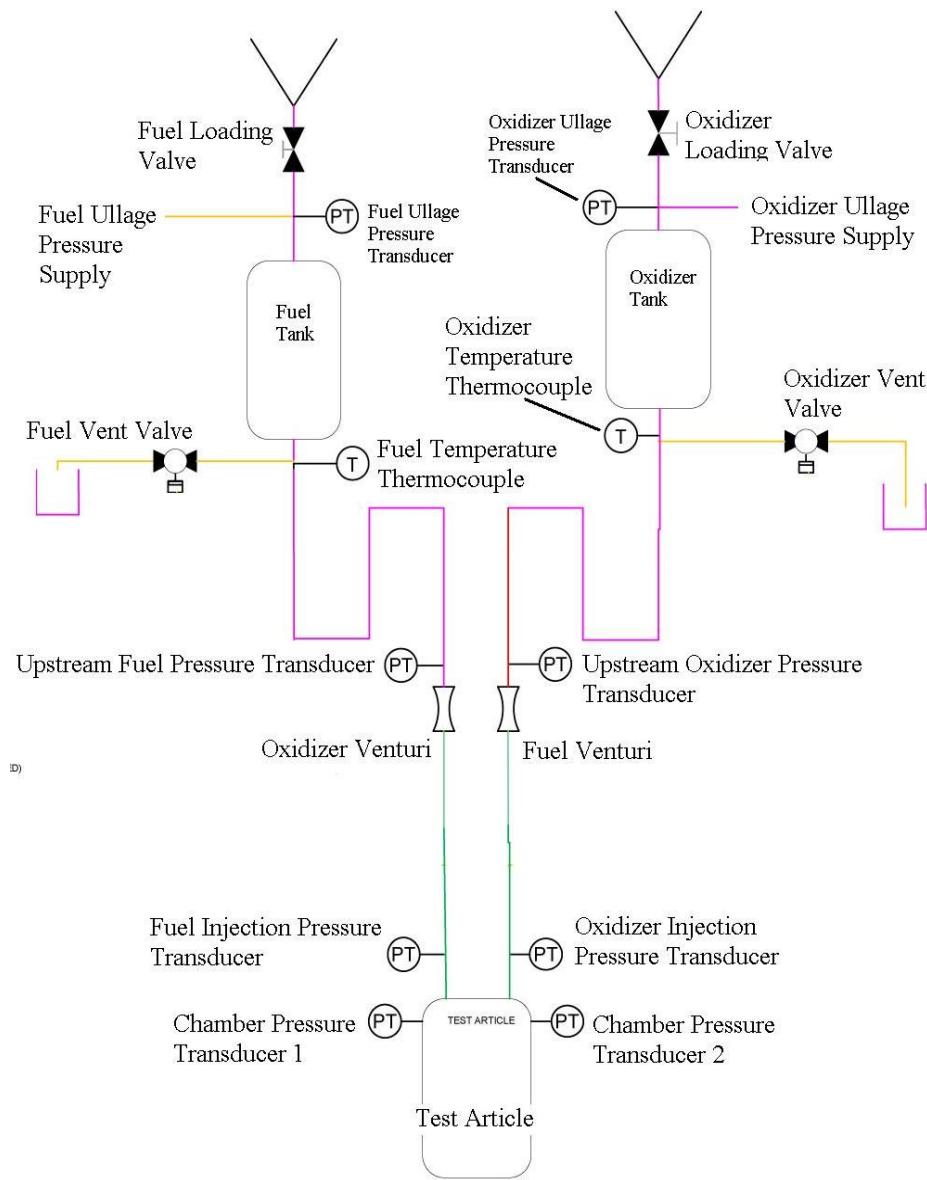 Fuel Loading
Valve
Oxidizer Ullage
Pressure
Transducer
Oxidizer
Loading Valve
Fuel Ullage
Pressure
Supply
PT
Fuel Ullage
Pressure
Transducer
PT
Oxidizer Ullage
Pressure Supply
Fuel
Tank
Oxidizer
Tank
Oxidizer
Temperature
Thermocouple
Oxidizer Vent
Valve
Fuel Vent Valve
T
Fuel Temperature
Thermocouple
T
Upstream Fuel Pressure Transducer
PT
PT
Upstream Oxidizer Pressure
Transducer
Oxidizer Venturi
Fuel Venturi
ED)
Fuel Injection Pressure
Transducer
PT
PT
Oxidizer Injection
Pressure Transducer
Chamber Pressure
Transducer 1
PT
TEST ARTICLE
PT
Chamber Pressure
Transducer 2
Test Article